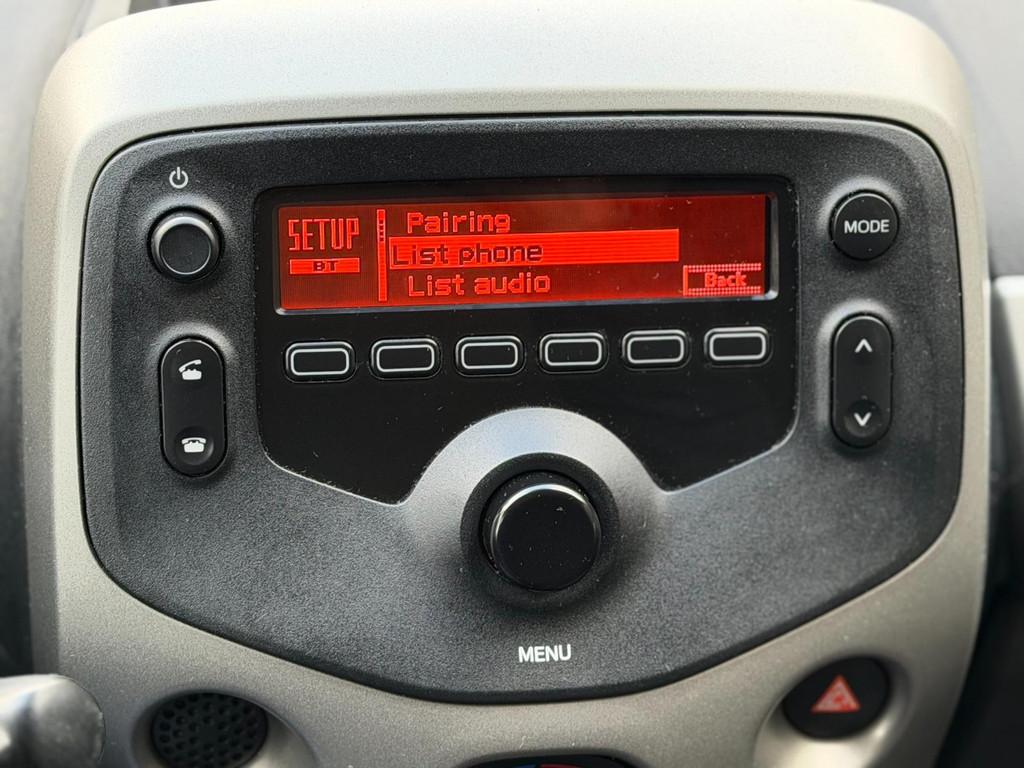 SETUP
BT
Pairing
List phone
List audio
Back
MODE
MENU